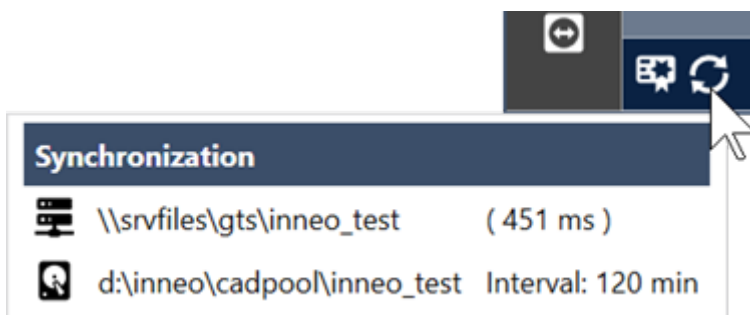 Synchronization
\\srvfiles\gts\inneo_test ( 451 ms )
d:\inneo\cadpool\inneo_test Interval: 120 min